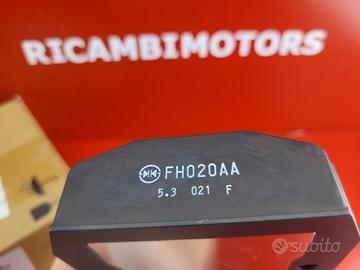 RICAMBIMOTORS
FH020AA
5.3 021 F
subito